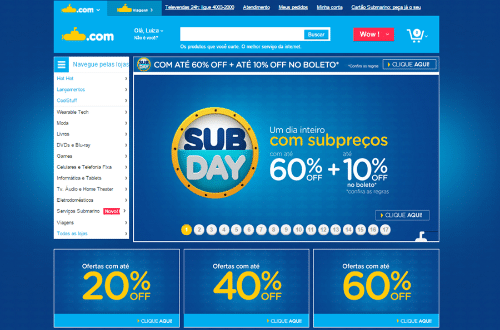 .com
Viagens
Televendas 24h: ligue 4003-2000
Atendimento
Meus pedidos
Minha conta
Cartão Submarino: peça já o seu
.com
Olá, Luiza
Não é você?
Buscar
Os produtos que você curte. O melhor serviço da internet
Wow !
0
Navegue pelas lojas
Hot Hot
Lançamentos
CoolStuff
Wearable Tech
Moda
Livros
DVDs e Blu-ray
Games
Celulares e Telefonia Fixa
Informática e Tablets
Tv, Áudio e Home Theater
Eletrodomésticos
Serviços Submarino Novo!
Viagens
Todas as lojas
SUB DAY COM ATÉ 60% OFF + ATÉ 10% OFF NO BOLETO* *Confira as regras CLIQUE AQUI!
SUB
DAY
Um dia inteiro
com subpreços
com até
60% OFF + até 10% OFF
no boleto*
*confira as regras
CLIQUE AQUI!
1 2 3 4 5 6 7 8 9 10 11 12 13 14 15 16 17
Ofertas com até
20% OFF
CLIQUE AQUI!
Ofertas com até
40% OFF
CLIQUE AQUI!
Ofertas com até
60% OFF
CLIQUE AQUI!